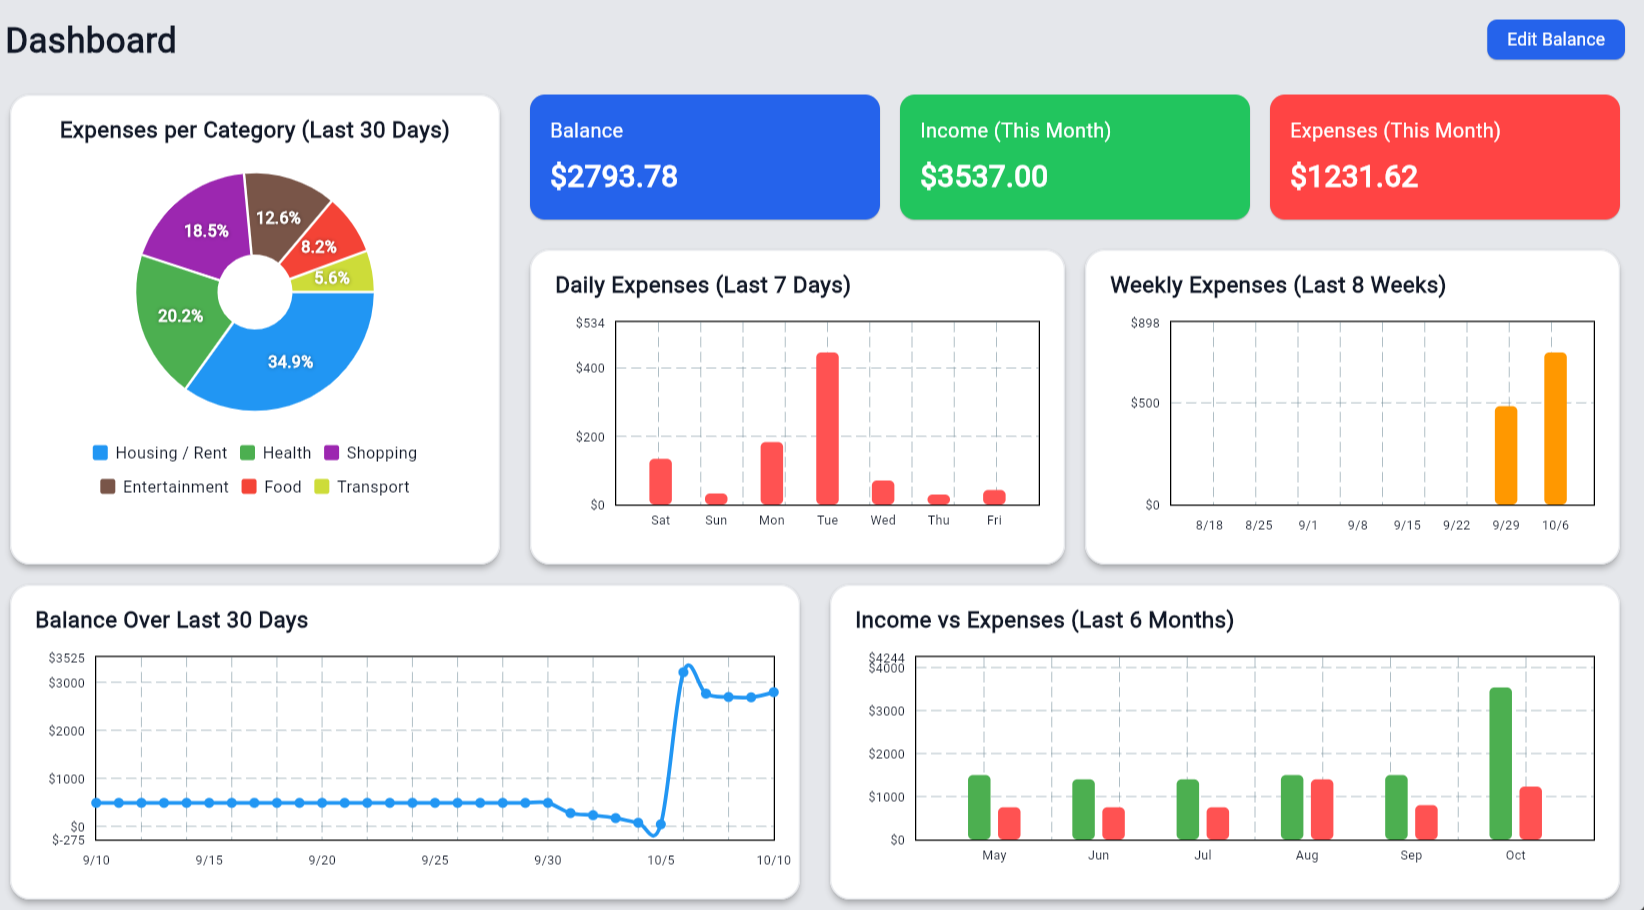 Dashboard
Edit Balance
Expenses per Category (Last 30 Days)
12.6%
18.5%
8.2%
5.6%
20.2%
34.9%
Housing / Rent Health Shopping
Entertainment Food Transport
Balance
$2793.78
Income (This Month)
$3537.00
Expenses (This Month)
$1231.62
Daily Expenses (Last 7 Days)
$534
$400
$200
$0
Sat Sun Mon Tue Wed Thu Fri
Weekly Expenses (Last 8 Weeks)
$898
$500
$0
8/18 8/25 9/1 9/8 9/15 9/22 9/29 10/6
Balance Over Last 30 Days
$3525
$3000
$2000
$1000
$0
$-275
9/10 9/15 9/20 9/25 9/30 10/5 10/10
Income vs Expenses (Last 6 Months)
$4244
$4000
$3000
$2000
$1000
$0
May Jun Jul Aug Sep Oct